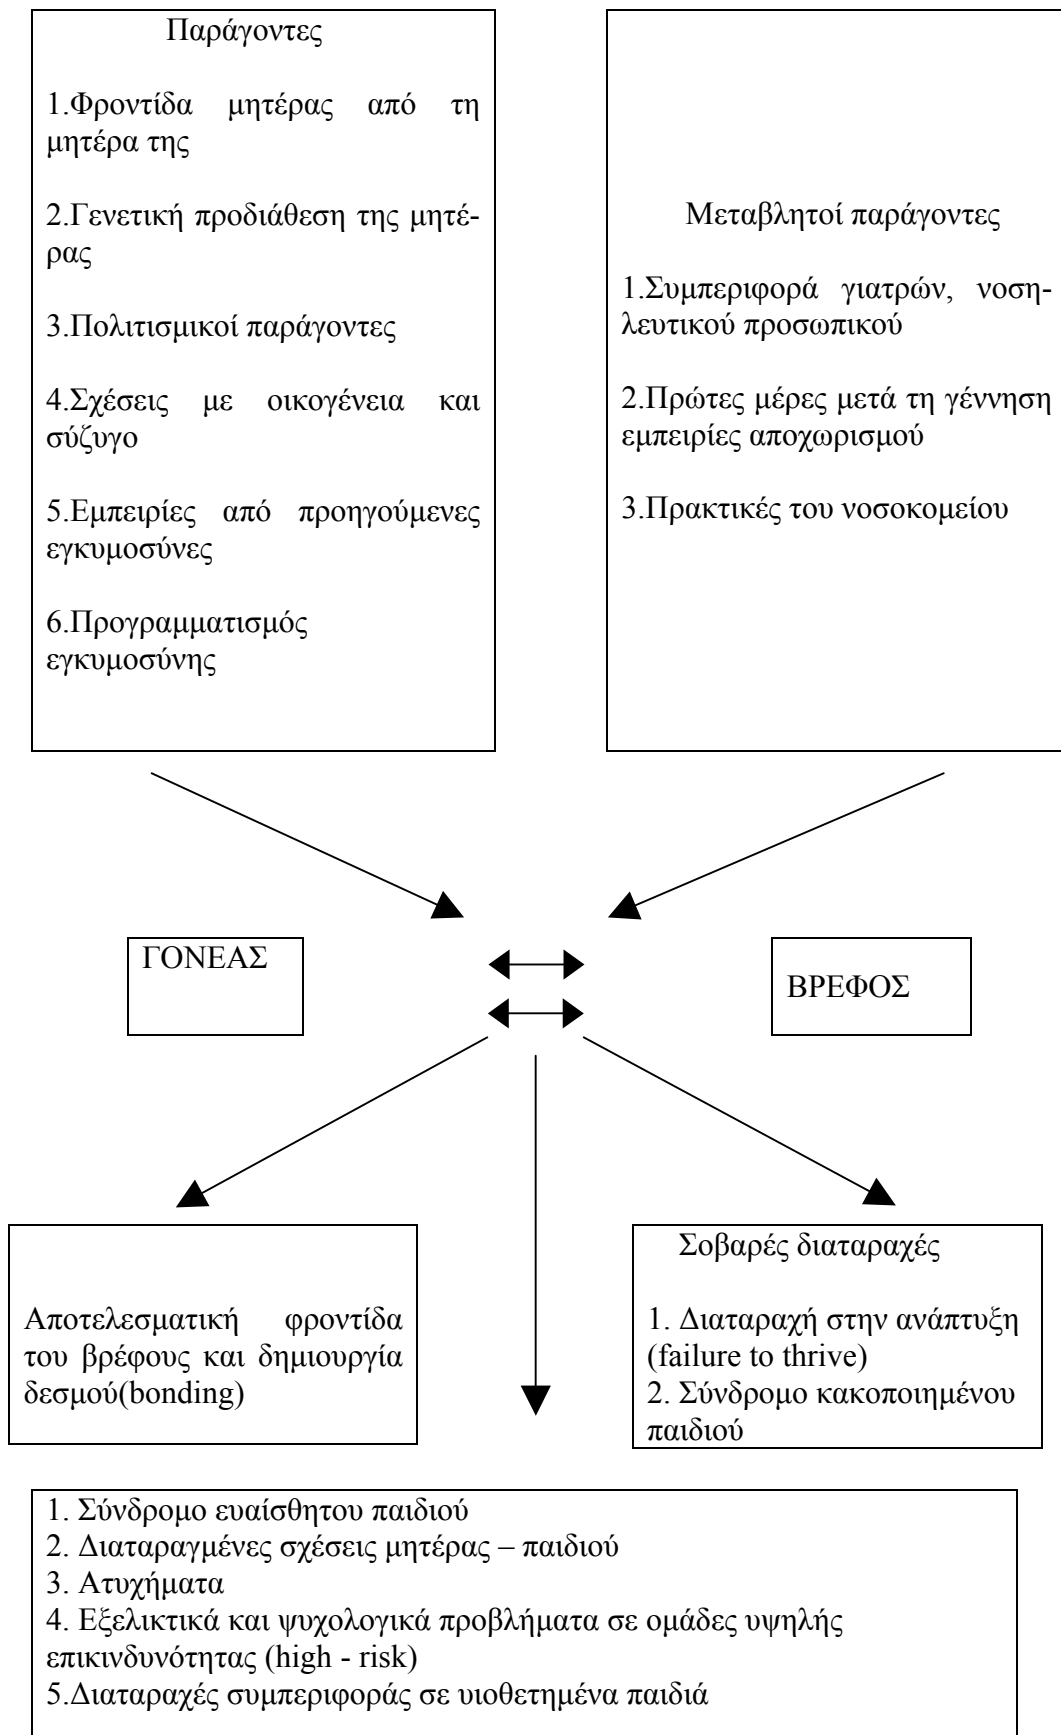 Παράγοντες
1.Φροντίδα μητέρας από τη
μητέρα της
2.Γενετική προδιάθεση της μητέ-
ρας
3.Πολιτισμικοί παράγοντες
4.Σχέσεις με οικογένεια και
σύζυγο
5.Εμπειρίες από προηγούμενες
εγκυμοσύνες
6.Προγραμματισμός
εγκυμοσύνης
Μεταβλητοί παράγοντες
1.Συμπεριφορά γιατρών, νοση-
λευτικού προσωπικού
2.Πρώτες μέρες μετά τη γέννηση
εμπειρίες αποχωρισμού
3.Πρακτικές του νοσοκομείου
ΓΟΝΕΑΣ
ΒΡΕΦΟΣ
Αποτελεσματική φροντίδα
του βρέφους και δημιουργία
δεσμού(bonding)
Σοβαρές διαταραχές
1. Διαταραχή στην ανάπτυξη
(failure to thrive)
2. Σύνδρομο κακοποιημένου
παιδιού
1. Σύνδρομο ευαίσθητου παιδιού
2. Διαταραγμένες σχέσεις μητέρας – παιδιού
3. Ατυχήματα
4. Εξελικτικά και ψυχολογικά προβλήματα σε ομάδες υψηλής
επικινδυνότητας (high - risk)
5.Διαταραχές συμπεριφοράς σε υιοθετημένα παιδιά